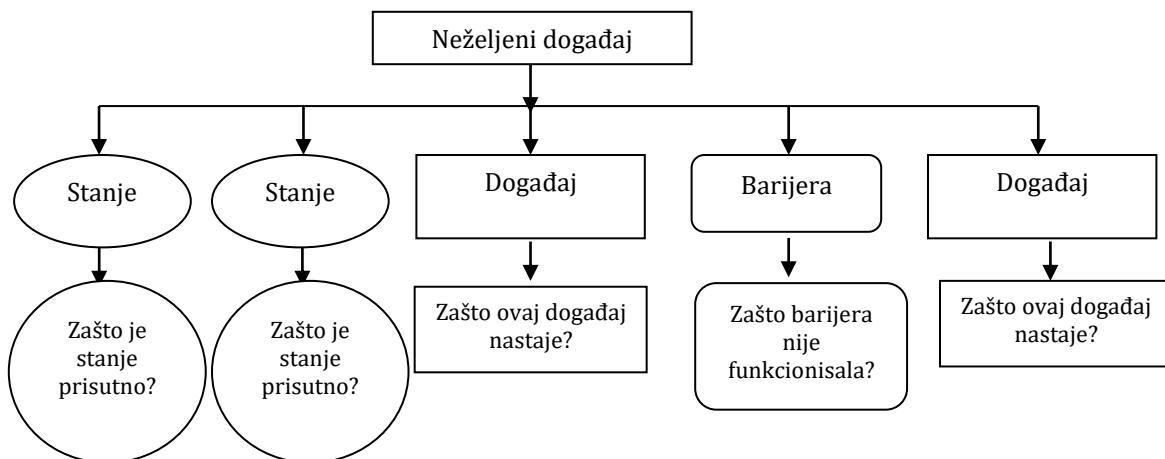 Neželjeni događaj
Stanje
Stanje
Događaj
Barijera
Događaj
Zašto je
stanje
prisutno?
Zašto je
stanje
prisutno?
Zašto ovaj događaj
nastaje?
Zašto barijera
nije
funkcionisala?
Zašto ovaj događaj
nastaje?